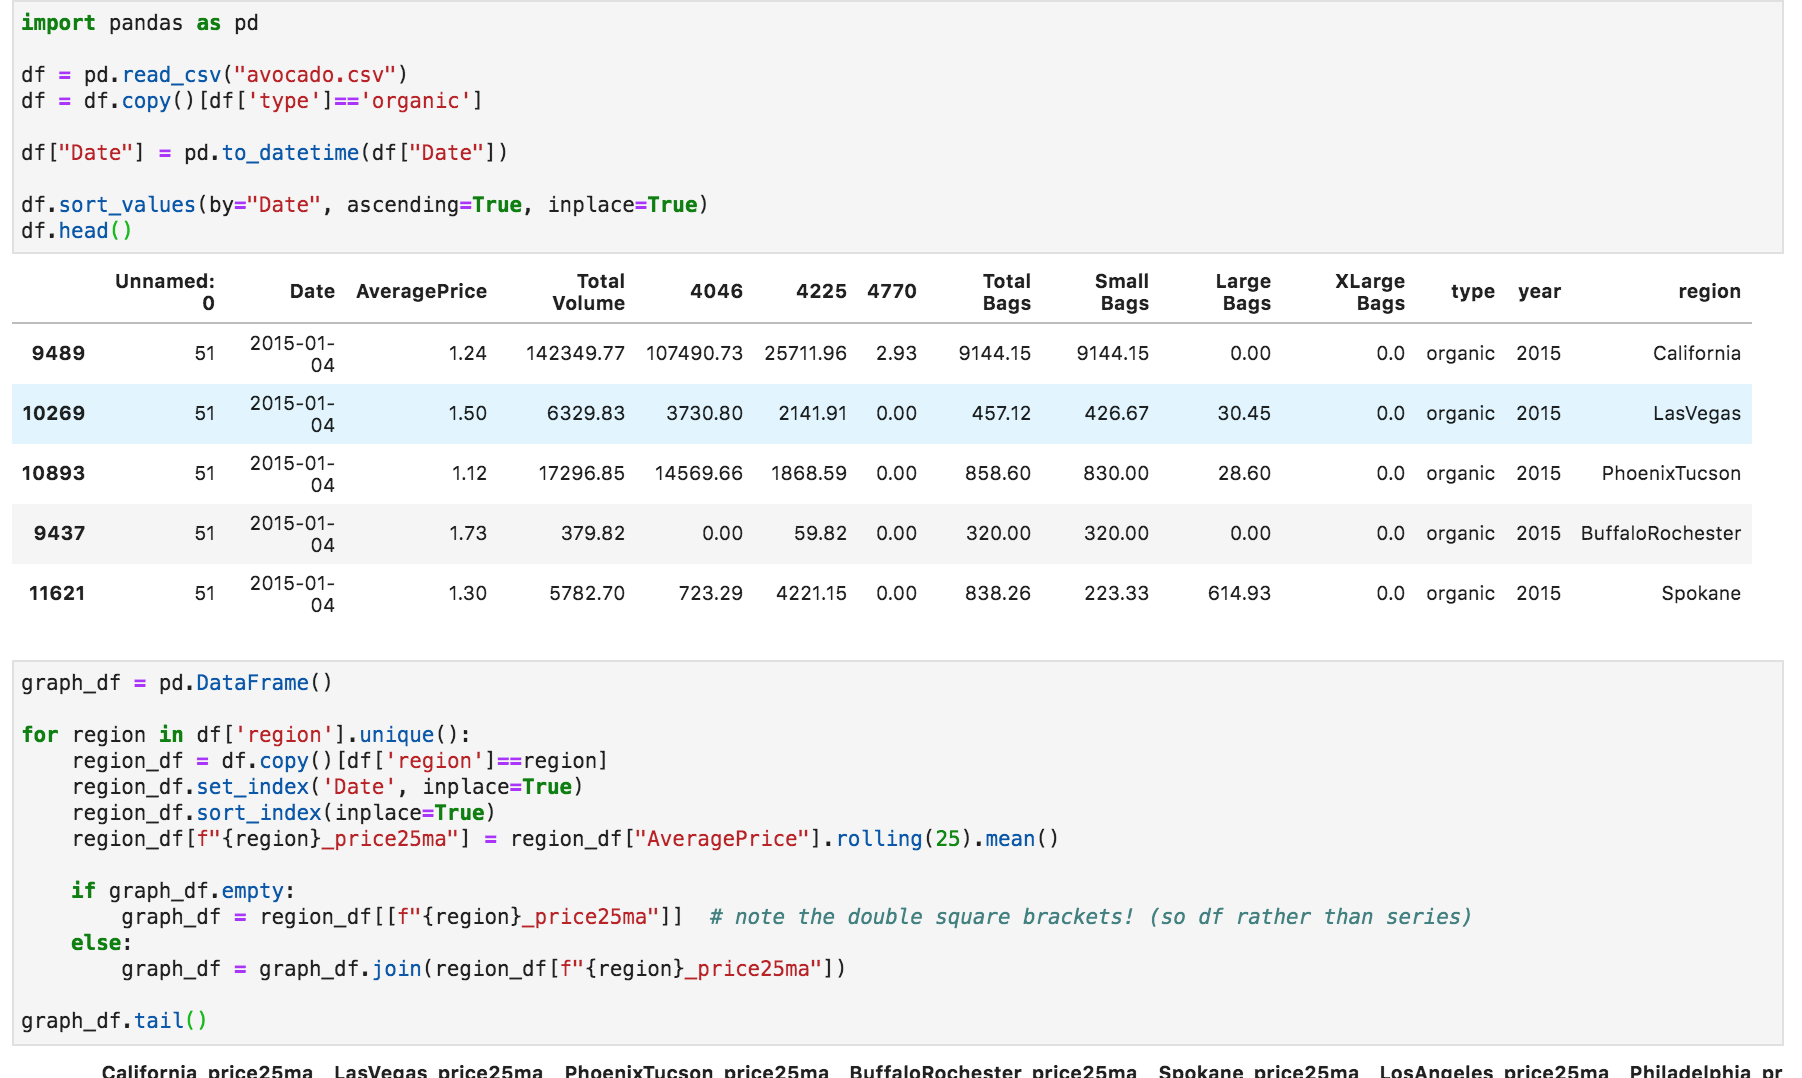 import pandas as pd
df = pd.read_csv("avocado.csv")
df = df.copy()[df['type']=='organic']
df["Date"] = pd.to_datetime(df["Date"])
df.sort_values(by="Date", ascending=True, inplace=True)
df.head()
Unnamed: 0 Date AveragePrice Total Volume 4046 4225 4770 Total Bags Small Bags Large Bags XLarge Bags type year region
9489 51 2015-01-04 1.24 142349.77 107490.73 25711.96 2.93 9144.15 9144.15 0.00 0.0 organic 2015 California
10269 51 2015-01-04 1.50 6329.83 3730.80 2141.91 0.00 457.12 426.67 30.45 0.0 organic 2015 LasVegas
10893 51 2015-01-04 1.12 17296.85 14569.66 1868.59 0.00 858.60 830.00 28.60 0.0 organic 2015 PhoenixTucson
9437 51 2015-01-04 1.73 379.82 0.00 59.82 0.00 320.00 320.00 0.00 0.0 organic 2015 BuffaloRochester
11621 51 2015-01-04 1.30 5782.70 723.29 4221.15 0.00 838.26 223.33 614.93 0.0 organic 2015 Spokane
graph_df = pd.DataFrame()
for region in df['region'].unique():
    region_df = df.copy()[df['region']==region]
    region_df.set_index('Date', inplace=True)
    region_df.sort_index(inplace=True)
    region_df[f"{region}_price25ma"] = region_df["AveragePrice"].rolling(25).mean()
    if graph_df.empty:
        graph_df = region_df[[f"{region}_price25ma"]]  # note the double square brackets! (so df rather than series)
    else:
        graph_df = graph_df.join(region_df[f"{region}_price25ma"])
graph_df.tail()
California_price25ma LasVegas_price25ma PhoenixTucson_price25ma BuffaloRochester_price25ma Spokane_price25ma LosAngeles_price25ma Philadelphia_pr